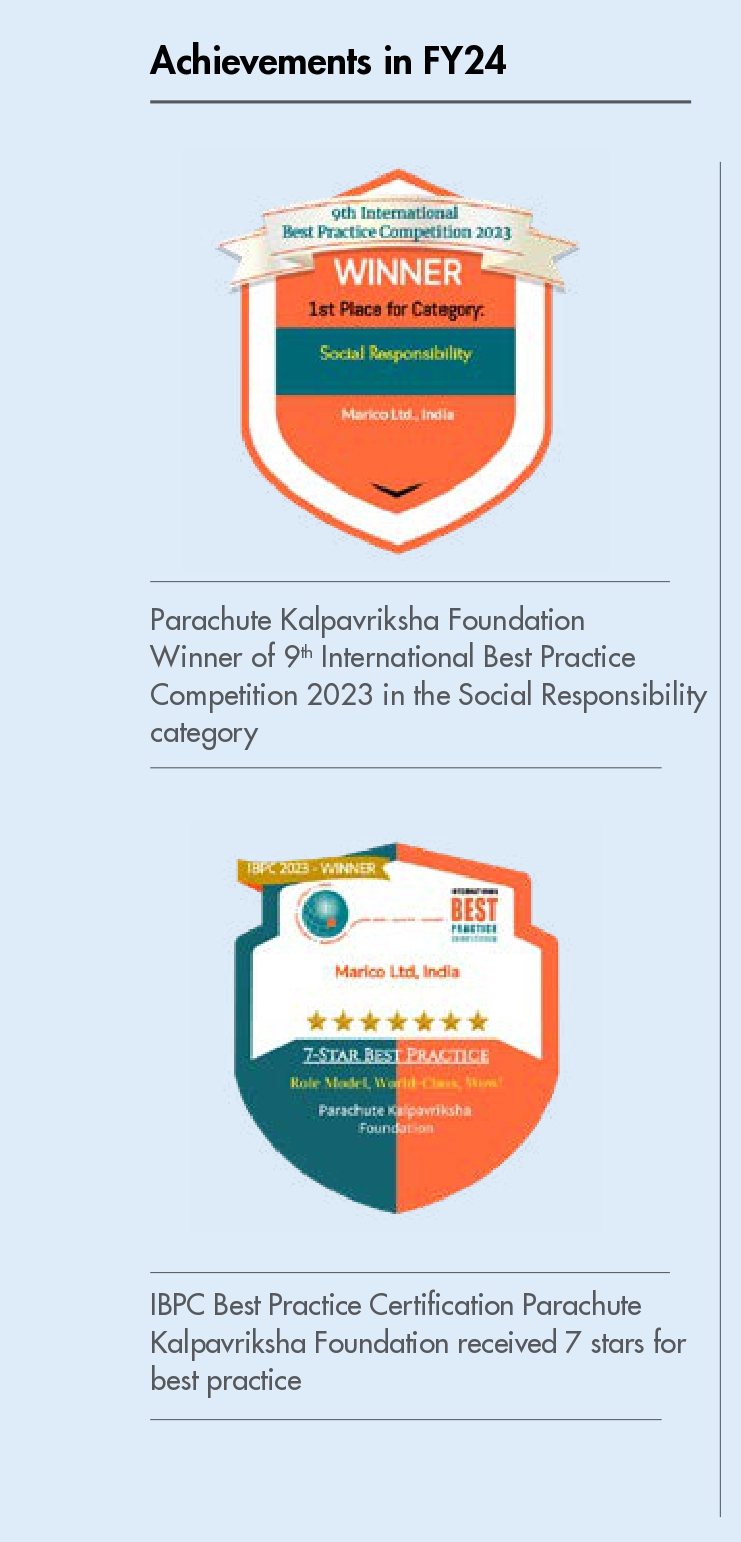 Achievements in FY24
9th International
Best Practice Competition 2023
WINNER
1st Place for Category:
Social Responsibility
Marico Ltd., India
Parachute Kalpavriksha Foundation
Winner of 9th International Best Practice
Competition 2023 in the Social Responsibility
category
IBPC 2023 - WINNER
INTERNATIONAL
BEST
PRACTICE
COMPETITION
Marico Ltd, India
7-STAR BEST PRACTICE
Role Model, World-Class, Wow!
Parachute Kalpavriksha
Foundation
IBPC Best Practice Certification Parachute
Kalpavriksha Foundation received 7 stars for
best practice